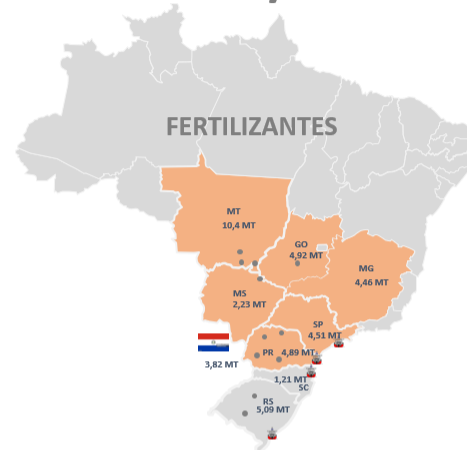 FERTILIZANTES
MT
10,4 MT
GO
4,92 MT
MG
4,46 MT
MS
2,23 MT
SP
4,51 MT
PR
4,89 MT
3,82 MT
1,21 MT
SC
RS
5,09 MT